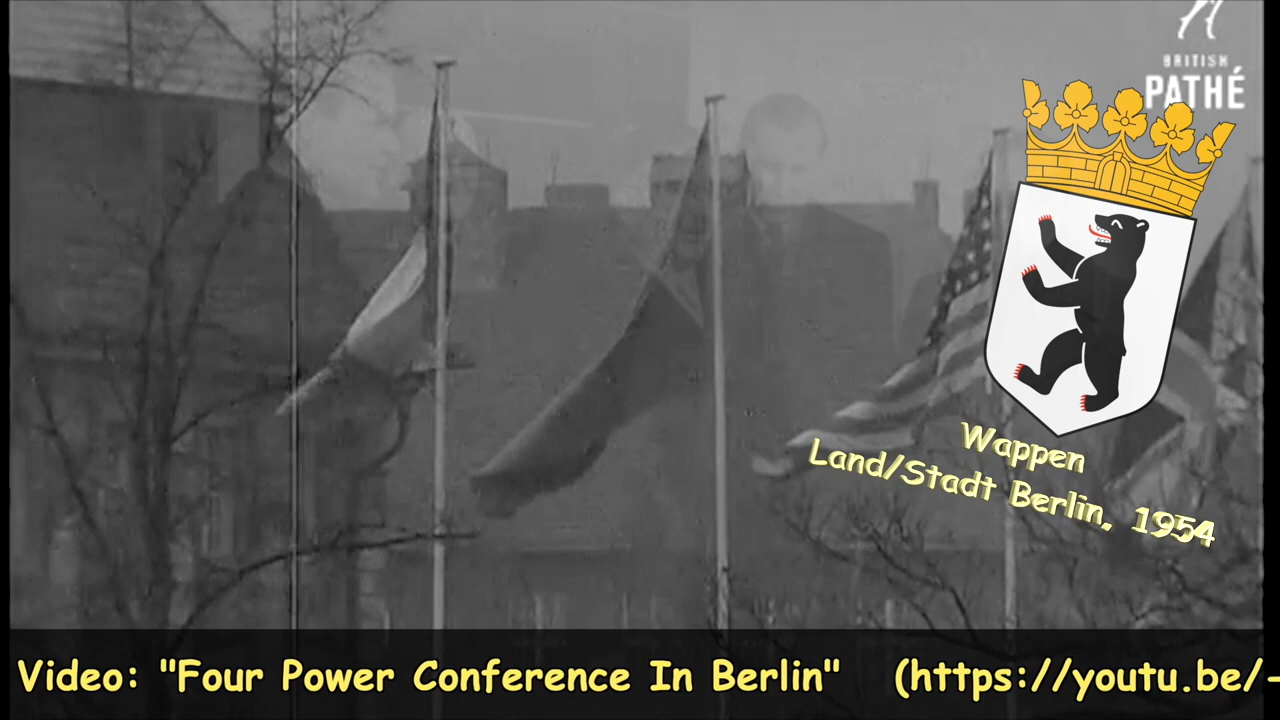 BRITISH
PATHÉ
Wappen
Land/Stadt Berlin, 1954
Video: "Four Power Conference In Berlin" (https://youtu.be/-